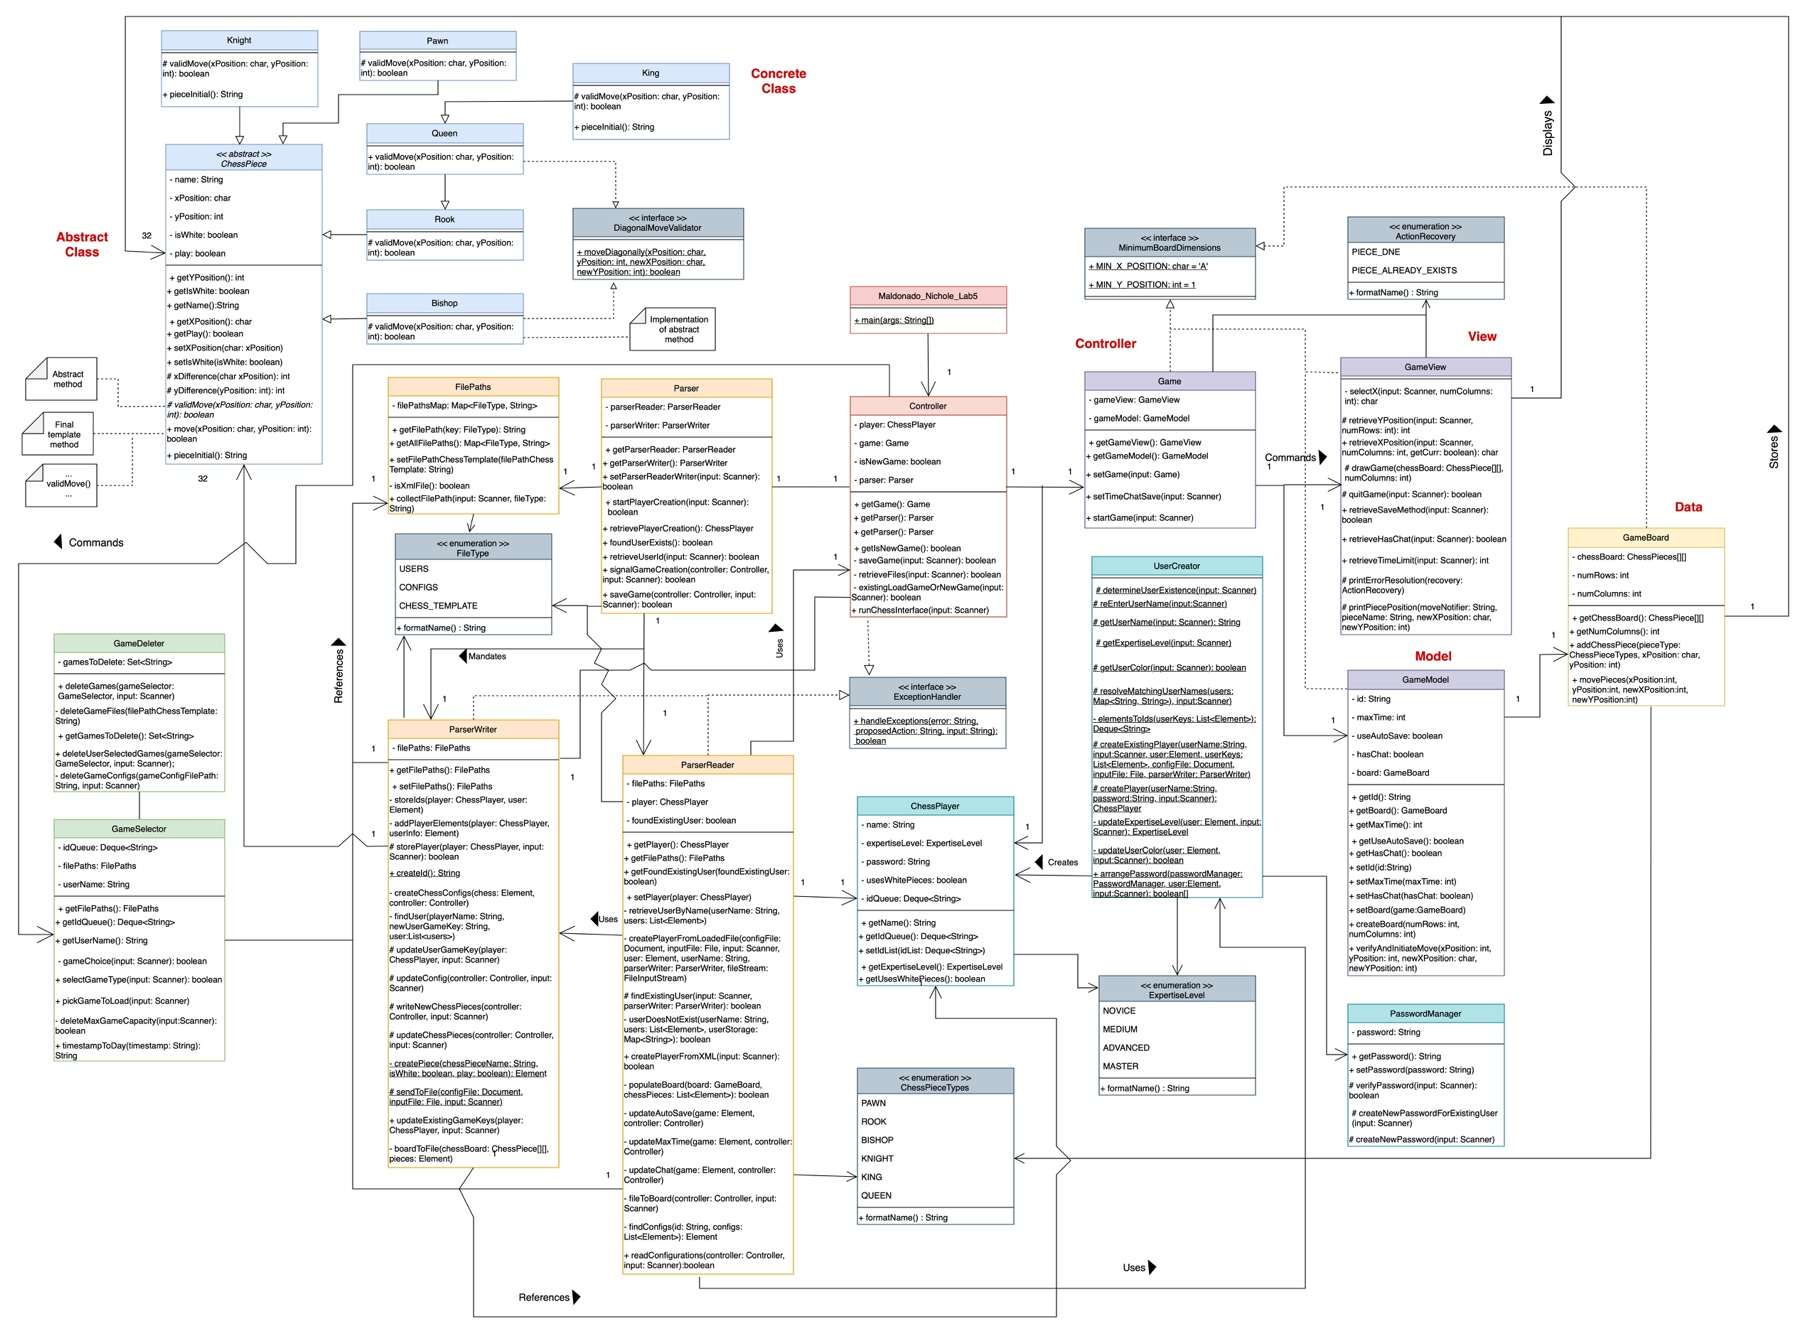 Knight
# validMove(xPosition: char, yPosition:
int): boolean
+ pieceInitial(): String
Pawn
# validMove(xPosition: char, yPosition:
int): boolean
King
# validMove(xPosition: char, yPosition:
int): boolean
+ pieceInitial(): String
Concrete
Class
Queen
+ validMove(xPosition: char, yPosition:
int): boolean
<< abstract >>
ChessPiece
- name: String
- xPosition: char
- yPosition: int
- isWhite: boolean
- play: boolean
+ getYPosition(): int
+ getIsWhite: boolean
+ getName():String
+ getXPosition(): char
+ getPlay(): boolean
+ setXPosition(char: xPosition)
+ setIsWhite(isWhite: boolean)
# xDifference(char xPosition): int
# yDifference(yPosition: int): int
# validMove(xPosition: char, yPosition:
int): boolean
+ move(xPosition: char, yPosition: int):
boolean
+ pieceInitial(): String
Abstract
Class
32
32
Abstract
method
Final
template
method
...
validMove()
...
Rook
# validMove(xPosition: char, yPosition:
int): boolean
Bishop
# validMove(xPosition: char, yPosition:
int): boolean
<< interface >>
DiagonalMoveValidator
+ moveDiagonally(xPosition: char,
yPosition: int, newXPosition: char,
newYPosition: int): boolean
Implementation
of abstract
method
Maldonado_Nichole_Lab5
+ main(args: String[])
1
<< interface >>
MinimumBoardDimensions
+ MIN_X_POSITION: char = 'A'
+ MIN_Y_POSITION: int = 1
<< enumeration >>
ActionRecovery
PIECE_DNE
PIECE_ALREADY_EXISTS
+ formatName() : String
Displays
Controller
View
FilePaths
- filePathsMap: Map<FileType, String>
+ getFilePath(key: FileType): String
+ getAllFilePaths(): Map<FileType, String>
+ setFilePathChessTemplate(filePathChess
Template: String)
- isXmlFile(): boolean
+ collectFilePath(input: Scanner, fileType:
String)
1
1
1
Parser
- parserReader: ParserReader
- parserWriter: ParserWriter
+ getParserReader(): ParserReader
+ getParserWriter(): ParserWriter
+ setParserReaderWriter(input: Scanner):
boolean
+ startPlayerCreation(input: Scanner):
boolean
+ retrievePlayerCreation(): ChessPlayer
+ foundUserExists(): boolean
+ retrieveUserId(input: Scanner): boolean
+ signalGameCreation(controller: Controller,
input: Scanner): boolean
+ saveGame(controller: Controller, input:
Scanner): boolean
1
1
Controller
- player: ChessPlayer
- game: Game
- isNewGame: boolean
- parser: Parser
+ getGame(): Game
+ getParser(): Parser
+ getParser(): Parser
+ getIsNewGame(): boolean
- saveGame(input: Scanner): boolean
- retrieveFiles(input: Scanner): boolean
- existingLoadGameOrNewGame(input:
Scanner): boolean
+ runChessInterface(input: Scanner)
1
1
Game
- gameView: GameView
- gameModel: GameModel
+ getGameView(): GameView
+ getGameModel(): GameModel
+ setGame(input: Game)
+ setTimeChatSave(input: Scanner)
+ startGame(input: Scanner)
Commands
1
1
GameView
- selectX(input: Scanner, numColumns:
int): char
# retrieveYPosition(input: Scanner,
numRows: int): int
+ retrieveXPosition(input: Scanner,
numColumns: int, getCurr: boolean): char
# drawGame(chessBoard: ChessPiece[][],
numColumns: int)
# quitGame(input: Scanner): boolean
+ retrieveSaveMethod(input: Scanner):
boolean
+ retrieveHasChat(input: Scanner): boolean
+ retrieveTimeLimit(input: Scanner): int
# printErrorResolution(recovery:
ActionRecovery)
# printPiecePosition(moveNotifier: String,
pieceName: String, newXPosition: char,
newYPosition: int)
1
Stores
Data
GameBoard
- chessBoard: ChessPieces[][]
- numRows: int
- numColumns: int
+ getChessBoard(): ChessPiece[][]
+ getNumColumns(): int
+ addChessPiece(pieceType:
ChessPieceTypes, xPosition: char,
yPosition: int)
+ movePieces(xPosition:int,
yPosition:int, newXPosition:int,
newYPosition:int)
1
1
Commands
<< enumeration >>
FileType
USERS
CONFIGS
CHESS_TEMPLATE
+ formatName() : String
Mandates
1
1
1
Uses
References
GameDeleter
- gamesToDelete: Set<String>
+ deleteGames(gameSelector:
GameSelector, input: Scanner)
- deleteGameFiles(filePathChessTemplate:
String)
+ getGamesToDelete(): Set<String>
+ deleteUserSelectedGames(gameSelector:
GameSelector, input: Scanner);
- deleteGameConfigs(gameConfigFilePath:
String, input: Scanner)
GameSelector
- idQueue: Deque<String>
- filePaths: FilePaths
- userName: String
+ getFilePaths(): FilePaths
+ getIdQueue(): Deque<String>
+ getUserName(): String
- gameChoice(input: Scanner): boolean
+ selectGameType(input: Scanner): boolean
+ pickGameToLoad(input: Scanner)
- deleteMaxGameCapacity(input:Scanner):
boolean
+ timestampToDay(timestamp: String):
String
<< interface >>
ExceptionHandler
+ handleExceptions(error: String,
proposedAction: String, input: String):
boolean
ParserWriter
- filePaths: FilePaths
+ getFilePaths(): FilePaths
+ setFilePaths(): FilePaths
- storeIds(player: ChessPlayer, user:
Element)
- addPlayerElements(player: ChessPlayer,
userInfo: Element)
# storePlayer(player: ChessPlayer, input:
Scanner): boolean
+ createId(): String
- createChessConfigs(chess: Element,
controller: Controller)
- findUser(playerName: String,
newUserGameKey: String,
user:List<users>)
# updateUserGameKey(player:
ChessPlayer, input: Scanner)
# updateConfig(controller: Controller, input:
Scanner)
# writeNewChessPieces(controller:
Controller, input: Scanner)
# updateChessPieces(controller: Controller,
input: Scanner)
- createPiece(chessPieceName: String,
isWhite: boolean, play: boolean): Element
# sendToFile(configFile: Document,
inputFile: File, input: Scanner)
+ updateExistingGameKeys(player:
ChessPlayer, input: Scanner)
- boardToFile(chessBoard: ChessPiece[][],
pieces: Element)
1
1
1
Uses
1
ParserReader
- filePaths: FilePaths
- player: ChessPlayer
- foundExistingUser: boolean
+ getPlayer(): ChessPlayer
+ getFilePaths(): FilePaths
+ getFoundExistingUser(foundExistingUser:
boolean)
+ setPlayer(player: ChessPlayer)
- retrieveUserByName(userName: String,
users: List<Element>)
- createPlayerFromLoadedFile(configFile:
Document, inputFile: File, input: Scanner,
user: Element, userName: String,
parserWriter: ParserWriter, fileStream:
FileInputStream)
# findExistingUser(input: Scanner,
parserWriter: ParserWriter): boolean
- userDoesNotExist(userName: String,
users: List<Element>, userStorage:
Map<String>): boolean
+ createPlayerFromXML(input: Scanner):
boolean
- populateBoard(board: GameBoard,
chessPieces: List<Element>): boolean
- updateAutoSave(game: Element,
controller: Controller)
- updateMaxTime(game: Element, controller:
Controller)
- updateChat(game: Element, controller:
Controller)
- fileToBoard(controller: Controller, input:
Scanner)
- findConfigs(id: String, configs:
List<Element>): Element
+ readConfigurations(controller: Controller,
input: Scanner):boolean
1
1
ChessPlayer
- name: String
- expertiseLevel: ExpertiseLevel
- password: String
- usesWhitePieces: boolean
- idQueue: Deque<String>
+ getName(): String
+ getIdQueue(): Deque<String>
+ setIdList(idList: Deque<String>)
+ getExpertiseLevel(): ExpertiseLevel
+ getUsesWhitePieces(): boolean
1
Creates
UserCreator
# determineUserExistence(input: Scanner)
# reEnterUserName(input:Scanner)
# getUserName(input: Scanner): String
# getExpertiseLevel(input: Scanner)
# getUserColor(input: Scanner): boolean
# resolveMatchingUserNames(users:
Map<String, String>), input:Scanner)
- elementsToIds(userKeys: List<Element>):
Deque<String>
# createExistingPlayer(userName:String,
input:Scanner, user:Element, userKeys:
List<Element>, configFile: Document,
inputFile: File, parserWriter: ParserWriter)
# createPlayer(userName:String,
password:String, input:Scanner):
ChessPlayer
- updateExpertiseLevel(user: Element, input:
Scanner): ExpertiseLevel
- updateUserColor(user: Element,
input:Scanner): boolean
+ arrangePassword(passwordManager:
PasswordManager, user:Element,
input:Scanner): boolean[]
Model
GameModel
- id: String
- maxTime: int
- useAutoSave: boolean
- hasChat: boolean
- board: GameBoard
+ getId(): String
+ getBoard(): GameBoard
+ getMaxTime(): int
+ getUseAutoSave(): boolean
+ getHasChat(): boolean
+ setId(id:String)
+ setMaxTime(maxTime: int)
+ setHasChat(hasChat: boolean)
+ setBoard(game:GameBoard)
+ createBoard(numRows: int,
numColumns: int)
+ verifyAndInitiateMove(xPosition: int,
yPosition: int, newXPosition: char,
newYPosition: int)
1
1
<< enumeration >>
ExpertiseLevel
NOVICE
MEDIUM
ADVANCED
MASTER
+ formatName() : String
PasswordManager
- password: String
+ getPassword(): String
+ setPassword(password: String)
# verifyPassword(input: Scanner):
boolean
# createNewPasswordForExistingUser
(input: Scanner)
# createNewPassword(input: Scanner)
<< enumeration >>
ChessPieceTypes
PAWN
ROOK
BISHOP
KNIGHT
KING
QUEEN
+ formatName() : String
Uses
References